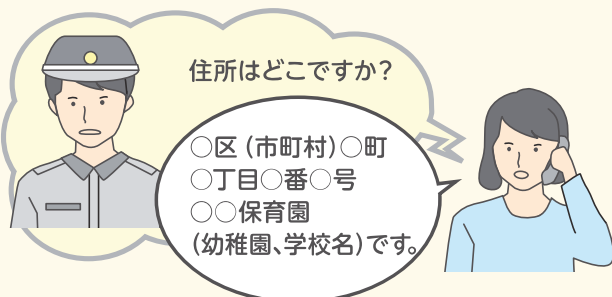 住所はどこですか？
○区（市町村）○町
○丁目○番○号
○○保育園
（幼稚園、学校名）です。